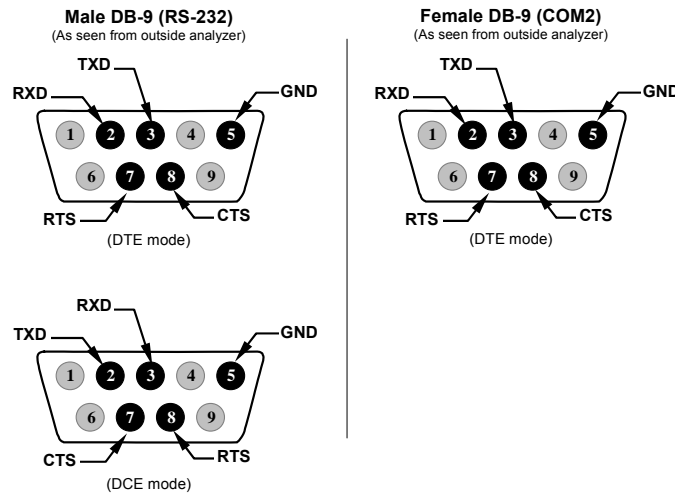 Male DB-9 (RS-232)
(As seen from outside analyzer)
TXD
RXD
GND
1 2 3 4 5
6 7 8 9
RTS
CTS
(DTE mode)
RXD
TXD
GND
1 2 3 4 5
6 7 8 9
CTS
RTS
(DCE mode)
Female DB-9 (COM2)
(As seen from outside analyzer)
TXD
RXD
GND
1 2 3 4 5
6 7 8 9
RTS
CTS
(DTE mode)